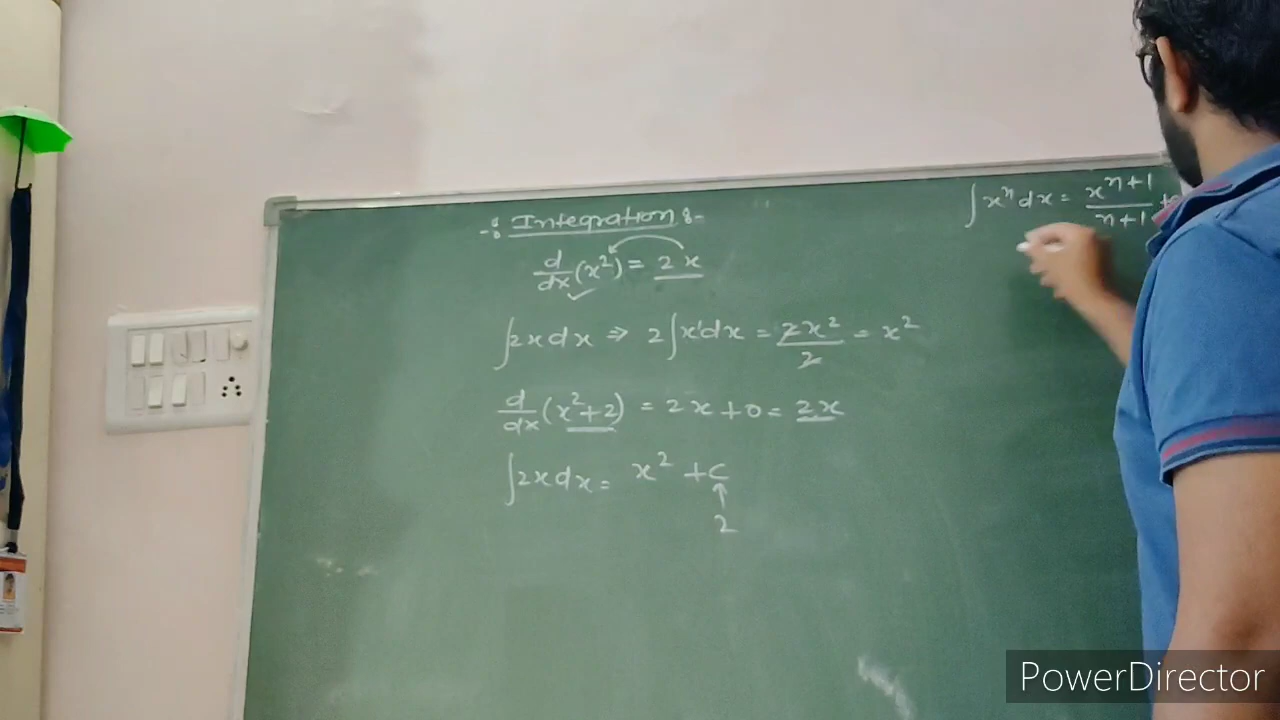 -: Integration :-
d/dx (x²) = 2x
∫2x dx ⇒ 2∫x¹dx = 2x²/2 = x²
d/dx (x²+2) = 2x+0 = 2x
∫2x dx = x² + c
↑
2
∫xⁿ dx = xⁿ⁺¹/n+1 +
PowerDirector